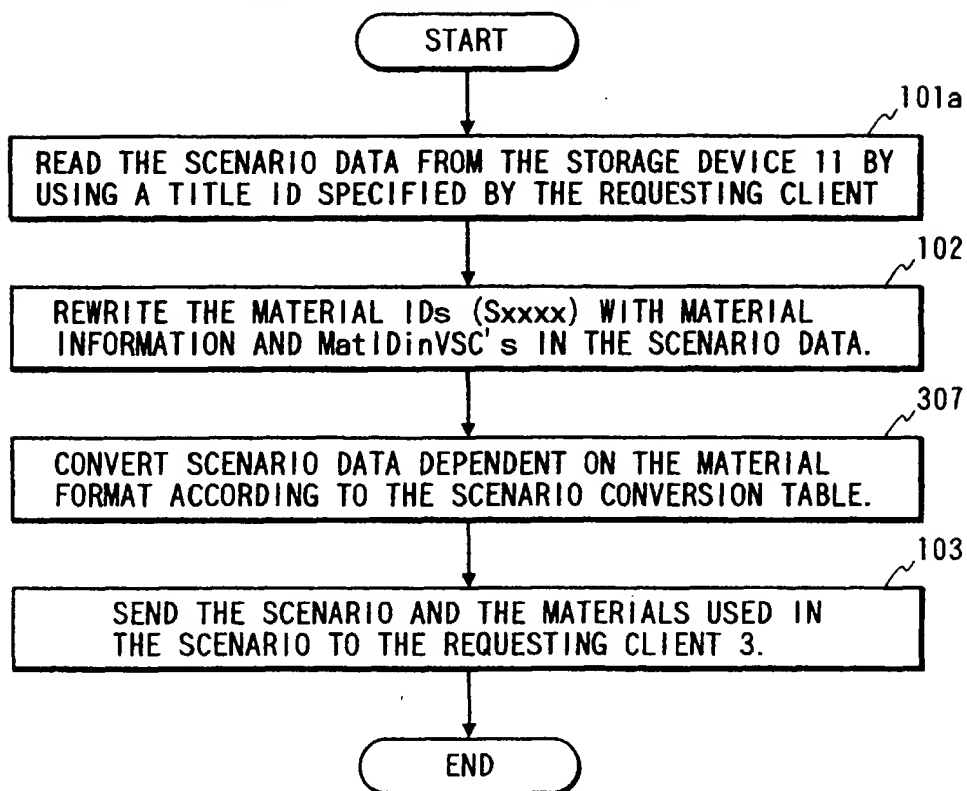 START
101a
READ THE SCENARIO DATA FROM THE STORAGE DEVICE 11 BY
USING A TITLE ID SPECIFIED BY THE REQUESTING CLIENT
102
REWRITE THE MATERIAL IDs (Sxxxx) WITH MATERIAL
INFORMATION AND MatIDinVSC's IN THE SCENARIO DATA.
307
CONVERT SCENARIO DATA DEPENDENT ON THE MATERIAL
FORMAT ACCORDING TO THE SCENARIO CONVERSION TABLE.
103
SEND THE SCENARIO AND THE MATERIALS USED IN
THE SCENARIO TO THE REQUESTING CLIENT 3.
END